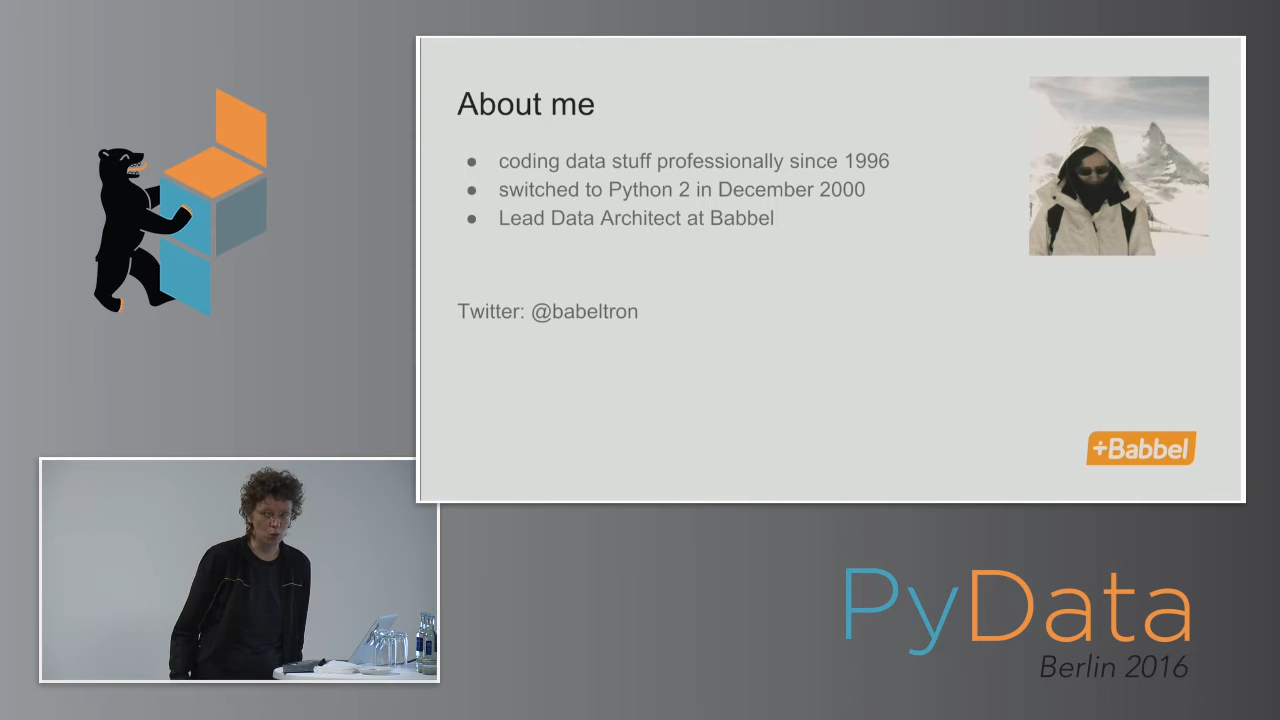 About me
● coding data stuff professionally since 1996
● switched to Python 2 in December 2000
● Lead Data Architect at Babbel
Twitter: @babeltron
+Babbel
PyData
Berlin 2016